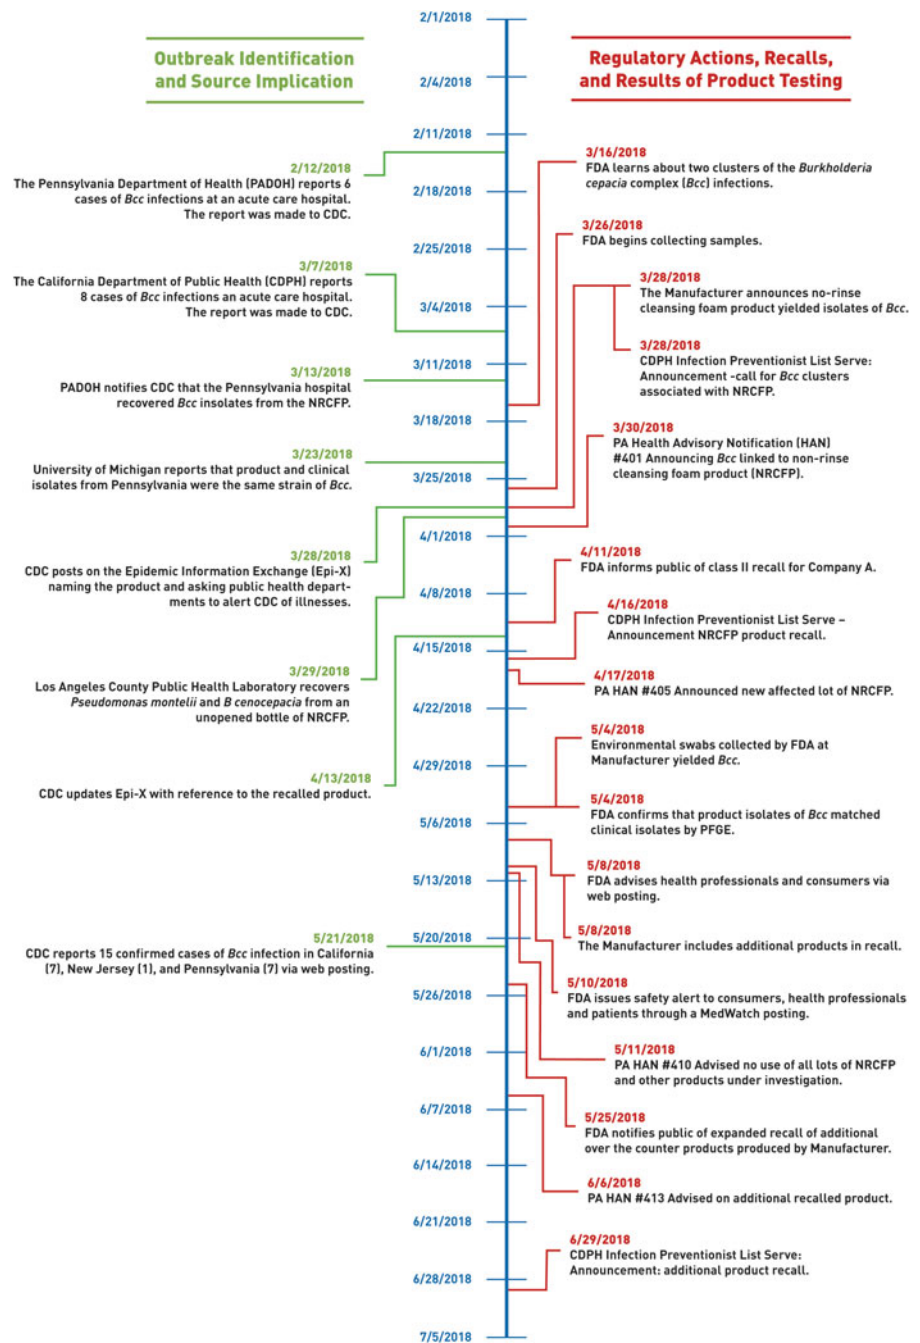 Outbreak Identification
and Source Implication
2/12/2018
The Pennsylvania Department of Health (PADOH) reports 6
cases of Bcc infections at an acute care hospital.
The report was made to CDC.
3/7/2018
The California Department of Public Health (CDPH) reports
8 cases of Bcc infections an acute care hospital.
The report was made to CDC.
3/13/2018
PADOH notifies CDC that the Pennsylvania hospital
recovered Bcc insolates from the NRCFP.
3/23/2018
University of Michigan reports that product and clinical
isolates from Pennsylvania were the same strain of Bcc.
3/28/2018
CDC posts on the Epidemic Information Exchange (Epi-X)
naming the product and asking public health depart-
ments to alert CDC of illnesses.
3/29/2018
Los Angeles County Public Health Laboratory recovers
Pseudomonas montelii and B cenocepacia from an
unopened bottle of NRCFP.
4/13/2018
CDC updates Epi-X with reference to the recalled product.
5/21/2018
CDC reports 15 confirmed cases of Bcc infection in California
(7), New Jersey (1), and Pennsylvania (7) via web posting.
2/1/2018
2/4/2018
2/11/2018
2/18/2018
2/25/2018
3/4/2018
3/11/2018
3/18/2018
3/25/2018
4/1/2018
4/8/2018
4/15/2018
4/22/2018
4/29/2018
5/6/2018
5/13/2018
5/20/2018
5/26/2018
6/1/2018
6/7/2018
6/14/2018
6/21/2018
6/28/2018
7/5/2018
Regulatory Actions, Recalls,
and Results of Product Testing
3/16/2018
FDA learns about two clusters of the Burkholderia
cepacia complex (Bcc) infections.
3/26/2018
FDA begins collecting samples.
3/28/2018
The Manufacturer announces no-rinse
cleansing foam product yielded isolates of Bcc.
3/28/2018
CDPH Infection Preventionist List Serve:
Announcement -call for Bcc clusters
associated with NRCFP.
3/30/2018
PA Health Advisory Notification (HAN)
#401 Announcing Bcc linked to non-rinse
cleansing foam product (NRCFP).
4/11/2018
FDA informs public of class II recall for Company A.
4/16/2018
CDPH Infection Preventionist List Serve –
Announcement NRCFP product recall.
4/17/2018
PA HAN #405 Announced new affected lot of NRCFP.
5/4/2018
Environmental swabs collected by FDA at
Manufacturer yielded Bcc.
5/4/2018
FDA confirms that product isolates of Bcc matched
clinical isolates by PFGE.
5/8/2018
FDA advises health professionals and consumers via
web posting.
5/8/2018
The Manufacturer includes additional products in recall.
5/10/2018
FDA issues safety alert to consumers, health professionals
and patients through a MedWatch posting.
5/11/2018
PA HAN #410 Advised no use of all lots of NRCFP
and other products under investigation.
5/25/2018
FDA notifies public of expanded recall of additional
over the counter products produced by Manufacturer.
6/6/2018
PA HAN #413 Advised on additional recalled product.
6/29/2018
CDPH Infection Preventionist List Serve:
Announcement: additional product recall.